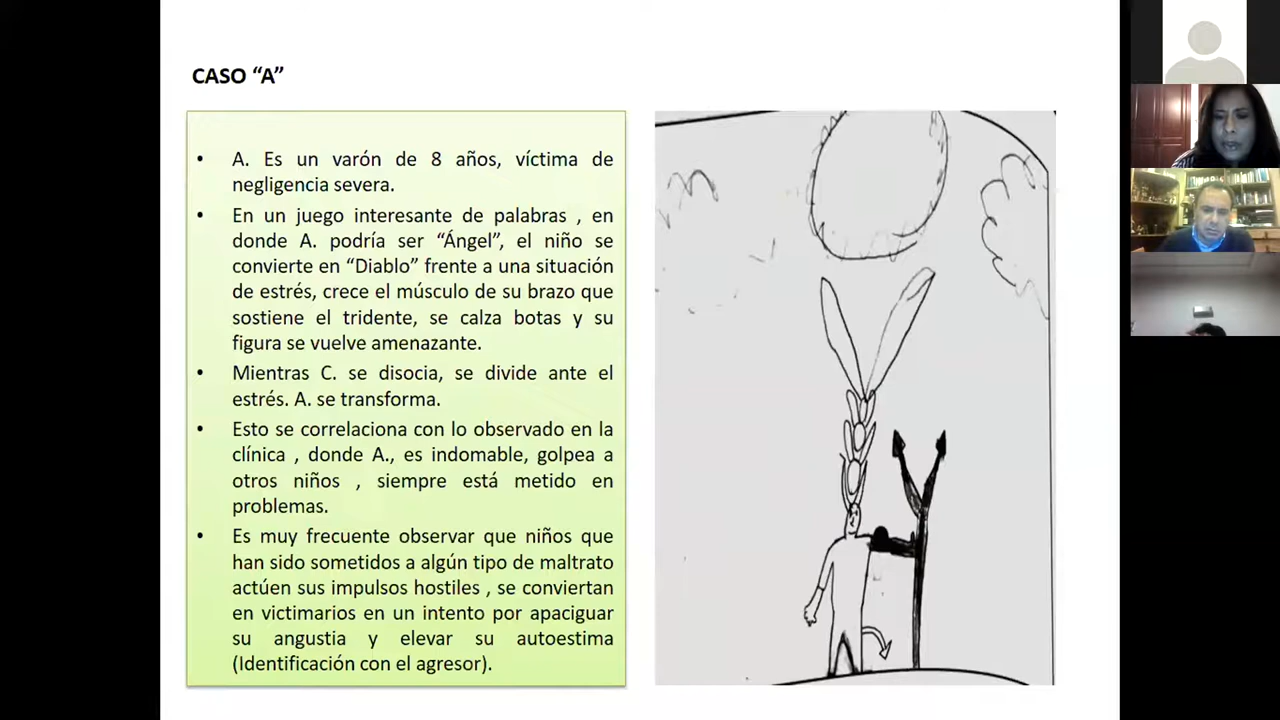 CASO “A”
• A. Es un varón de 8 años, víctima de
negligencia severa.
• En un juego interesante de palabras , en
donde A. podría ser “Ángel”, el niño se
convierte en “Diablo” frente a una situación
de estrés, crece el músculo de su brazo que
sostiene el tridente, se calza botas y su
figura se vuelve amenazante.
• Mientras C. se disocia, se divide ante el
estrés. A. se transforma.
• Esto se correlaciona con lo observado en la
clínica , donde A., es indomable, golpea a
otros niños , siempre está metido en
problemas.
• Es muy frecuente observar que niños que
han sido sometidos a algún tipo de maltrato
actúen sus impulsos hostiles , se conviertan
en victimarios en un intento por apaciguar
su angustia y elevar su autoestima
(Identificación con el agresor).